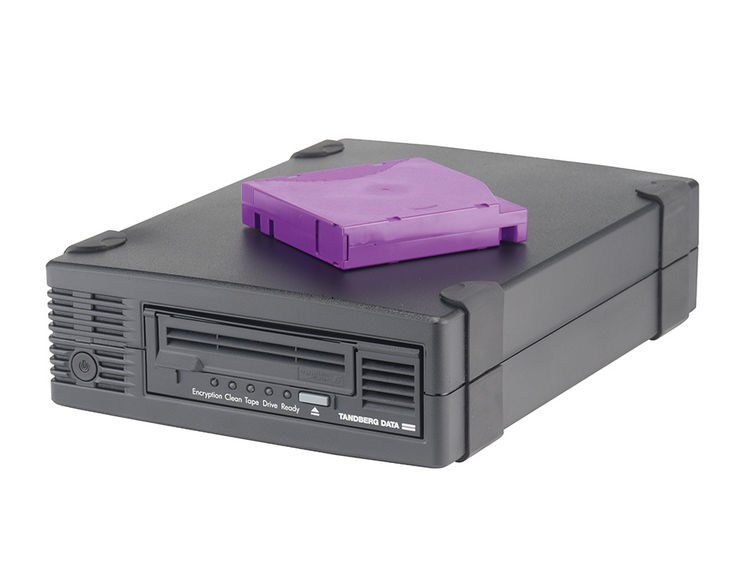 Encryption Clean Tape Drive Ready
TANDBERG DATA